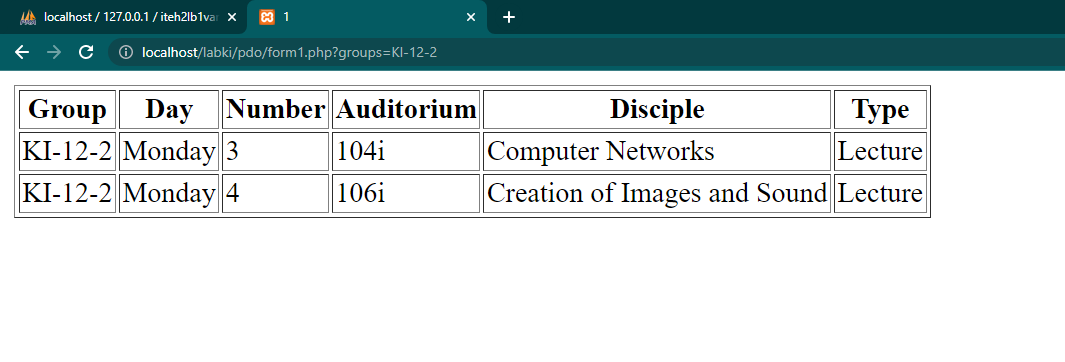 localhost / 127.0.0.1 / iteh2lb1var
1
localhost/labki/pdo/form1.php?groups=KI-12-2
Group Day Number Auditorium Disciple Type
KI-12-2 Monday 3 104i Computer Networks Lecture
KI-12-2 Monday 4 106i Creation of Images and Sound Lecture